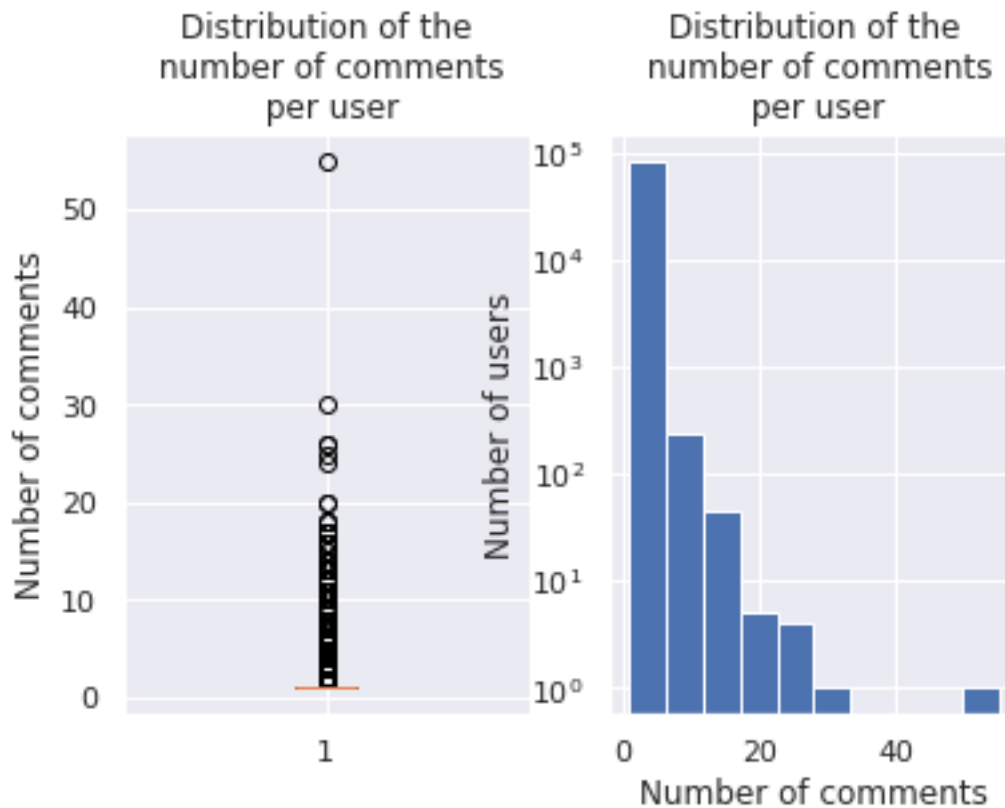 Distribution of the
number of comments
per user
Number of comments
50
40
30
20
10
0
1
Distribution of the
number of comments
per user
Number of users
10⁵
10⁴
10³
10²
10¹
10⁰
0 20 40
Number of comments